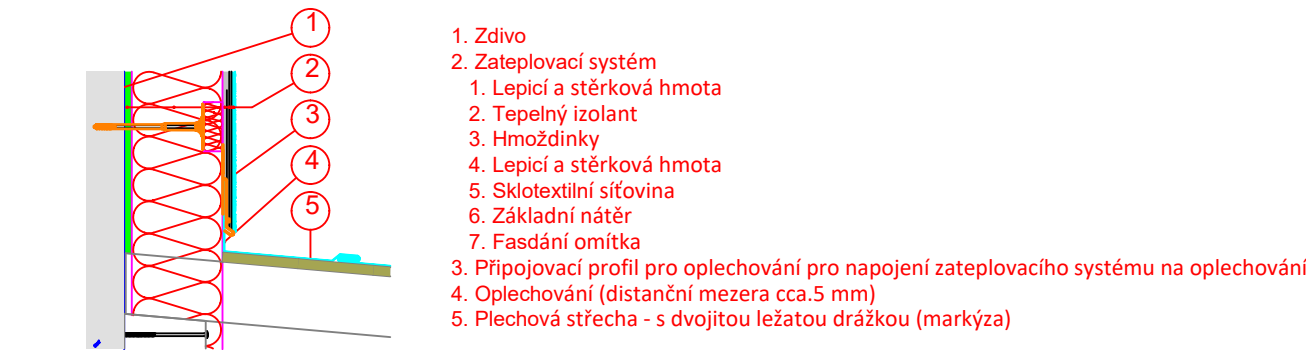 1
2
3
4
5
1. Zdivo
2. Zateplovací systém
1. Lepicí a stěrková hmota
2. Tepelný izolant
3. Hmoždinky
4. Lepicí a stěrková hmota
5. Sklotextilní síťovina
6. Základní nátěr
7. Fasdání omítka
3. Připojovací profil pro oplechování pro napojení zateplovacího systému na oplechování
4. Oplechování (distanční mezera cca.5 mm)
5. Plechová střecha - s dvojitou ležatou drážkou (markýza)